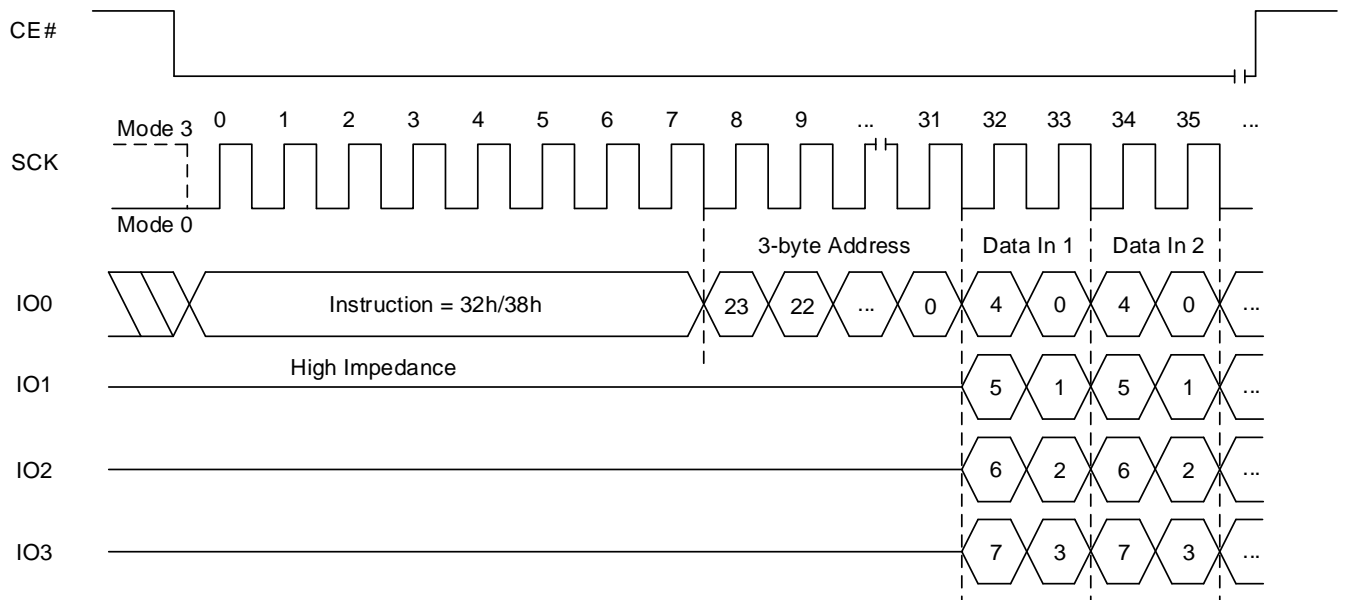 CE#
Mode 3 0 1 2 3 4 5 6 7 8 9 ... 31 32 33 34 35 ...
SCK
Mode 0
3-byte Address Data In 1 Data In 2
IO0 Instruction = 32h/38h 23 22 ... 0 4 0 4 0 ...
High Impedance
IO1 5 1 5 1 ...
IO2 6 2 6 2 ...
IO3 7 3 7 3 ...